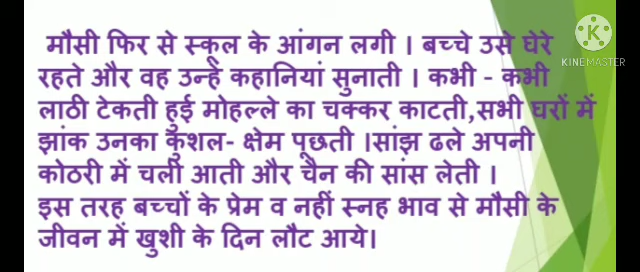 मौसी फिर से स्कूल के आंगन लगी । बच्चे उसे घेरे
रहते और वह उन्हें कहानियां सुनाती । कभी - कभी
लाठी टेकती हुई मोहल्ले का चक्कर काटती,सभी घरों में
झांक उनका कुशल- क्षेम पूछती ।सांझ ढले अपनी
कोठरी में चली आती और चैन की सांस लेती ।
इस तरह बच्चों के प्रेम व नहीं स्नह भाव से मौसी के
जीवन में खुशी के दिन लौट आये।
K
KINEMASTER